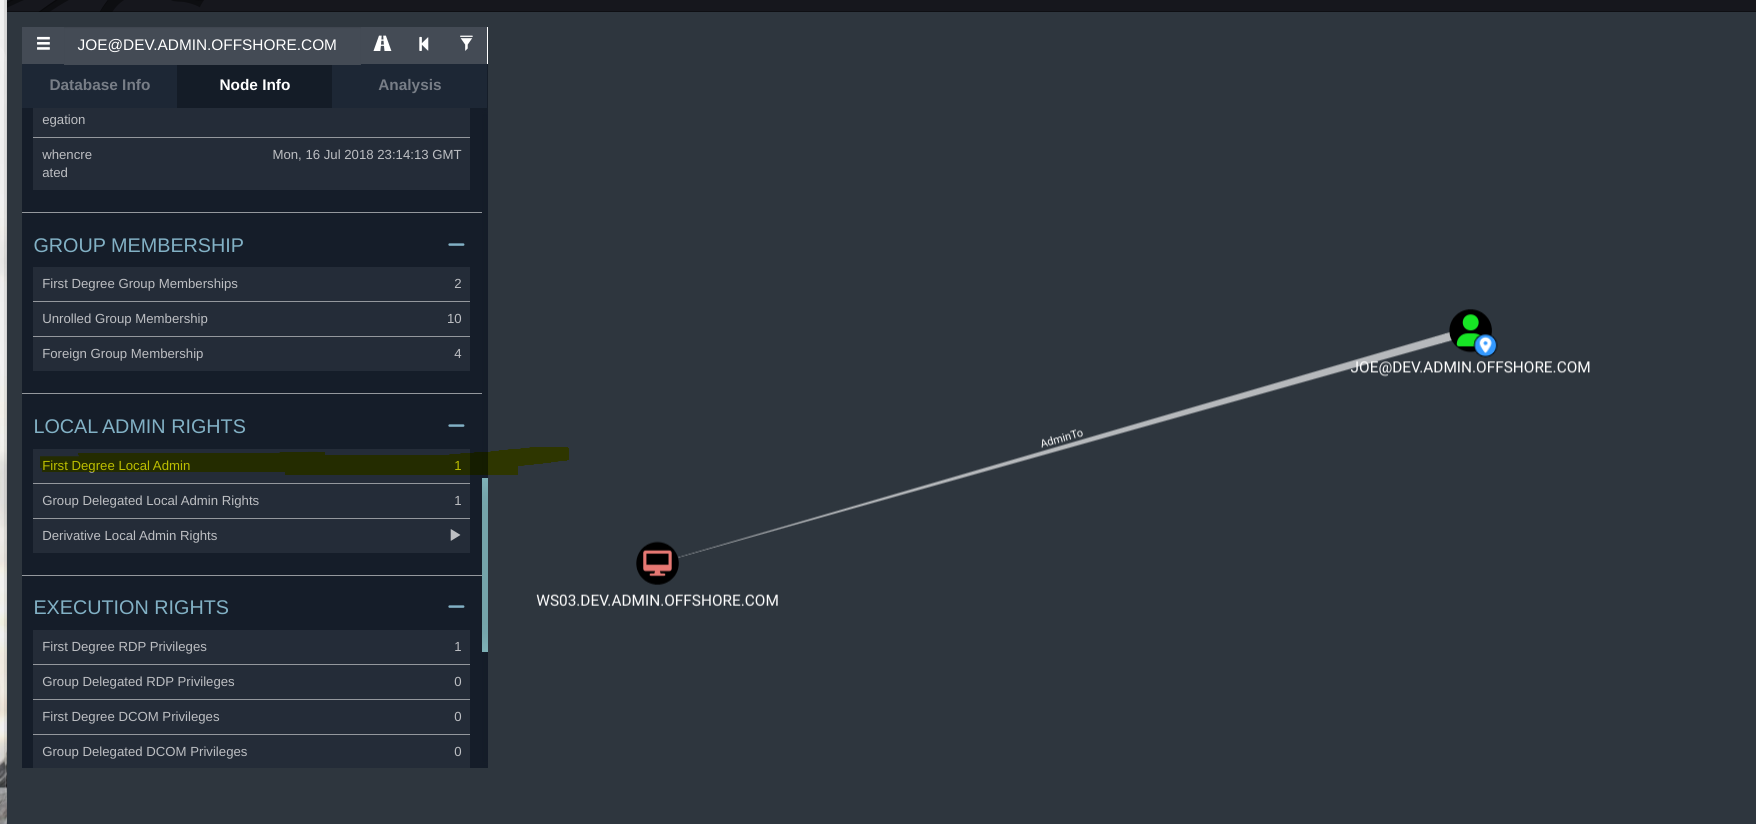 JOE@DEV.ADMIN.OFFSHORE.COM
Database Info Node Info Analysis
egation
whencre
ated
Mon, 16 Jul 2018 23:14:13 GMT
GROUP MEMBERSHIP
First Degree Group Memberships 2
Unrolled Group Membership 10
Foreign Group Membership 4
LOCAL ADMIN RIGHTS
First Degree Local Admin 1
Group Delegated Local Admin Rights 1
Derivative Local Admin Rights
EXECUTION RIGHTS
First Degree RDP Privileges 1
Group Delegated RDP Privileges 0
First Degree DCOM Privileges 0
Group Delegated DCOM Privileges 0
JOE@DEV.ADMIN.OFFSHORE.COM
AdminTo
WS03.DEV.ADMIN.OFFSHORE.COM